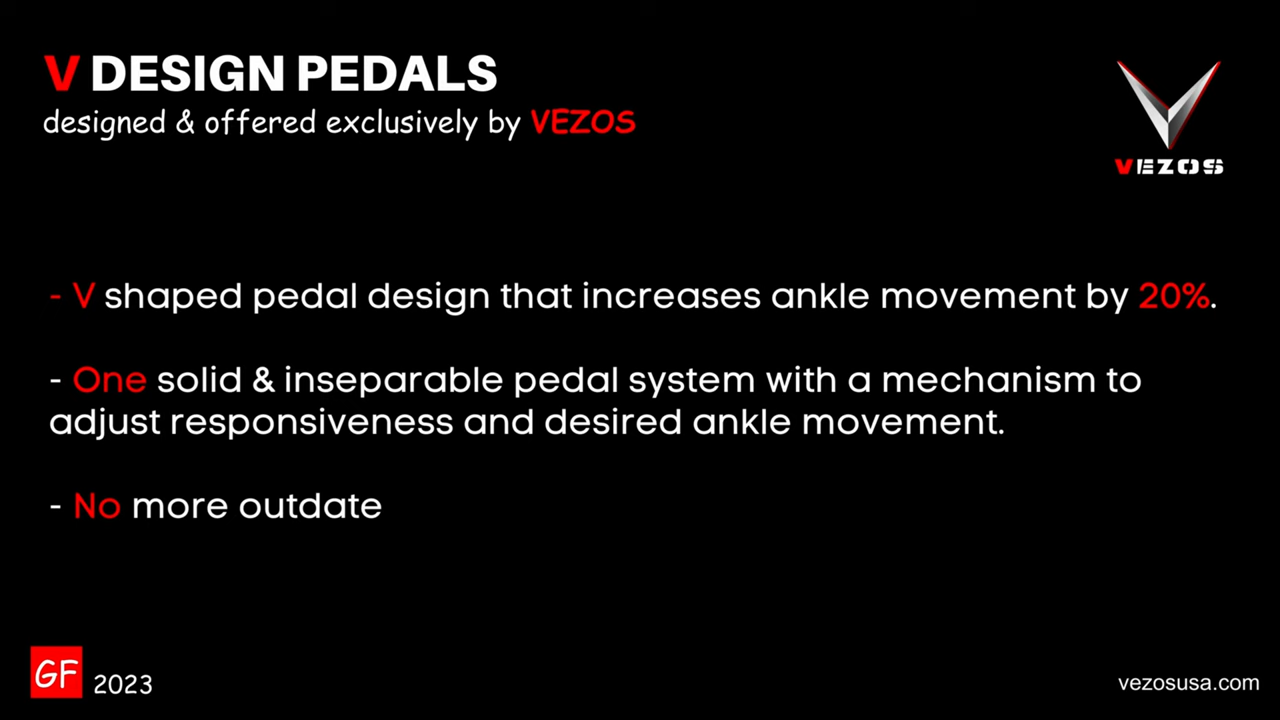 V DESIGN PEDALS
designed & offered exclusively by VEZOS
VEZOS
- V shaped pedal design that increases ankle movement by 20%.
- One solid & inseparable pedal system with a mechanism to
adjust responsiveness and desired ankle movement.
- No more outdate
GF 2023
vezosusa.com